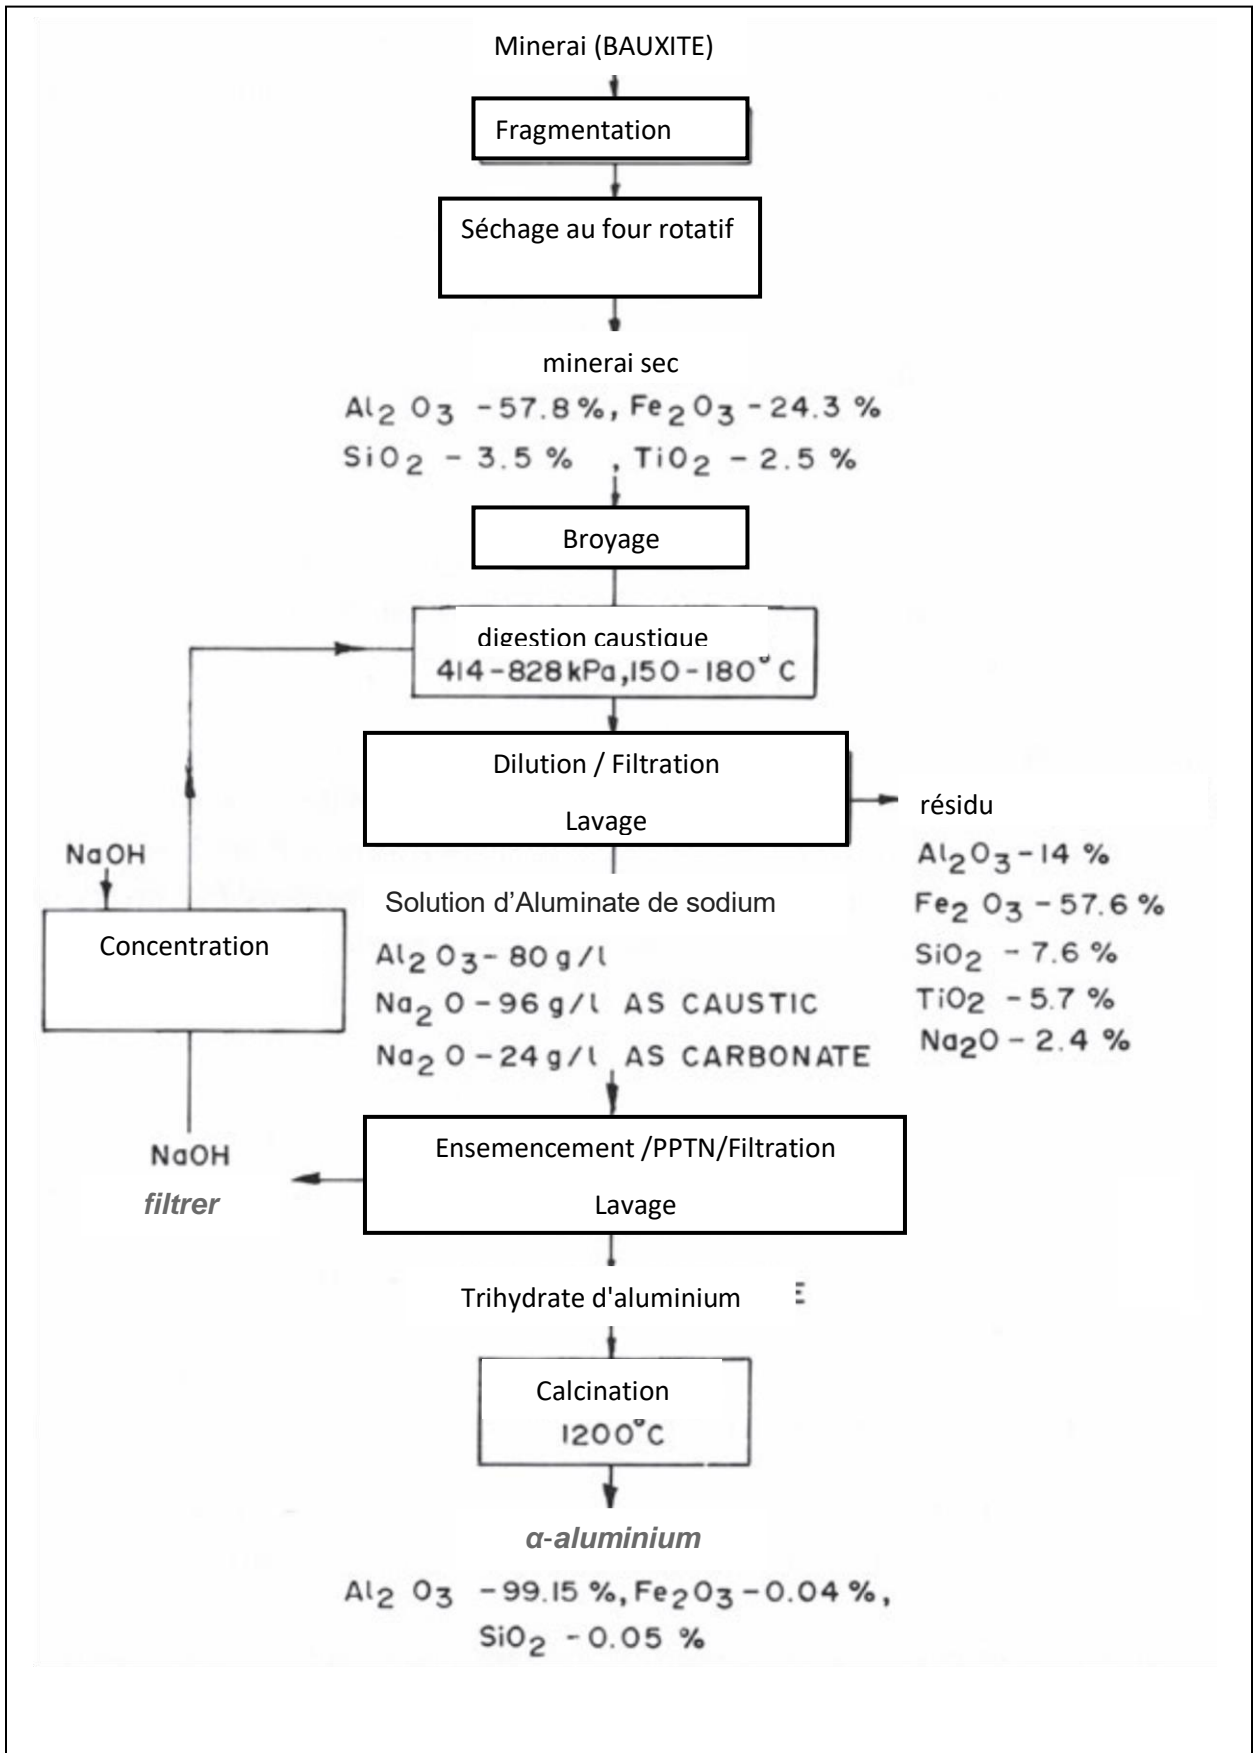 Minerai (BAUXITE)
Fragmentation
Séchage au four rotatif
minerai sec
Al₂ O₃ - 57.8 %, Fe₂ O₃ - 24.3 %
SiO₂ - 3.5 % , TiO₂ - 2.5 %
Broyage
digestion caustique
414-828 kPa, 150-180° C
Dilution / Filtration
Lavage
résidu
Al₂O₃ - 14 %
Fe₂ O₃ - 57.6 %
SiO₂ - 7.6 %
TiO₂ - 5.7 %
Na₂O - 2.4 %
NaOH
Concentration
Solution d’Aluminate de sodium
Al₂ O₃ - 80 g/l
Na₂ O - 96 g/l AS CAUSTIC
Na₂ O - 24 g/l AS CARBONATE
Ensemencement /PPTN/Filtration
Lavage
NaOH
filtrer
Trihydrate d'aluminium E
Calcination
1200°C
α-aluminium
Al₂ O₃ - 99.15 %, Fe₂O₃ - 0.04 %,
SiO₂ - 0.05 %